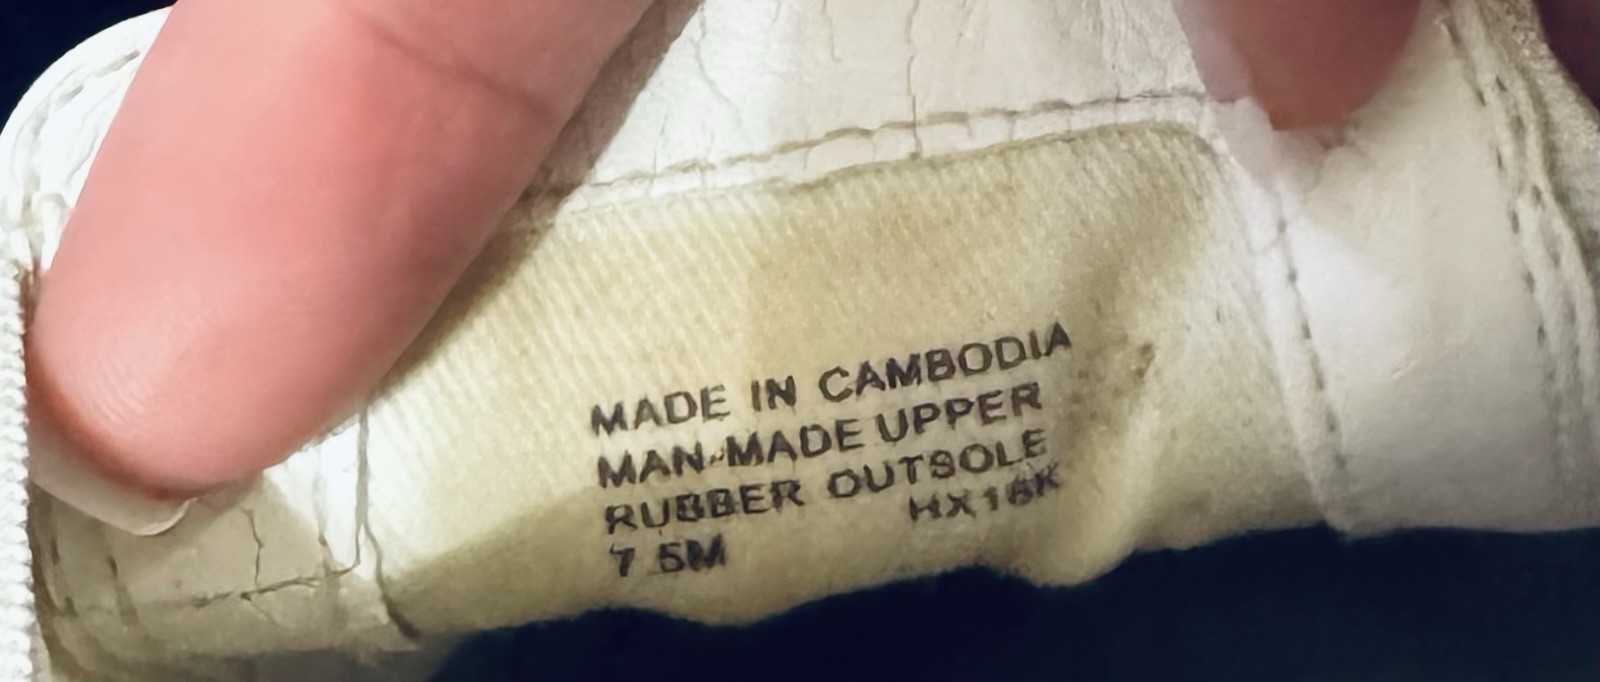 MADE IN CAMBODIA
MAN-MADE UPPER
RUBBER OUTSOLE
HX16K
7 5M